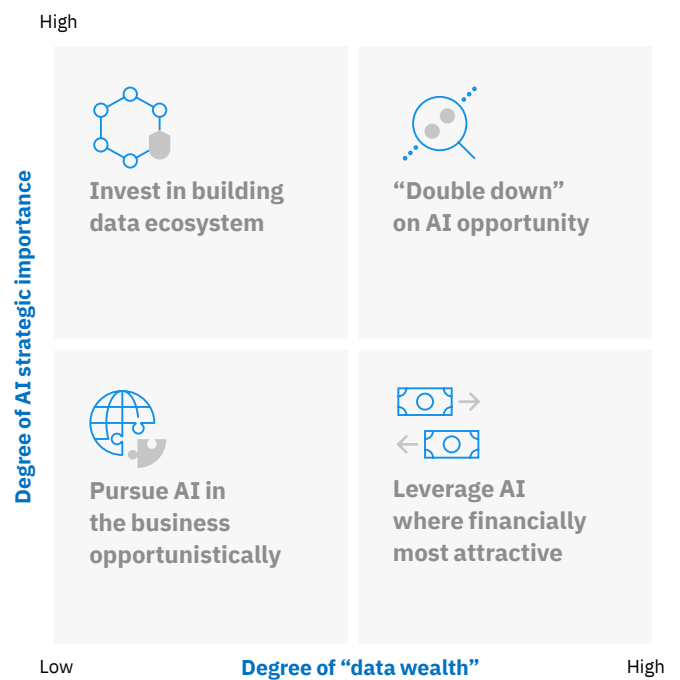 High
Degree of AI strategic importance
Invest in building
data ecosystem
“Double down”
on AI opportunity
Pursue AI in
the business
opportunistically
Leverage AI
where financially
most attractive
Low
Degree of “data wealth”
High